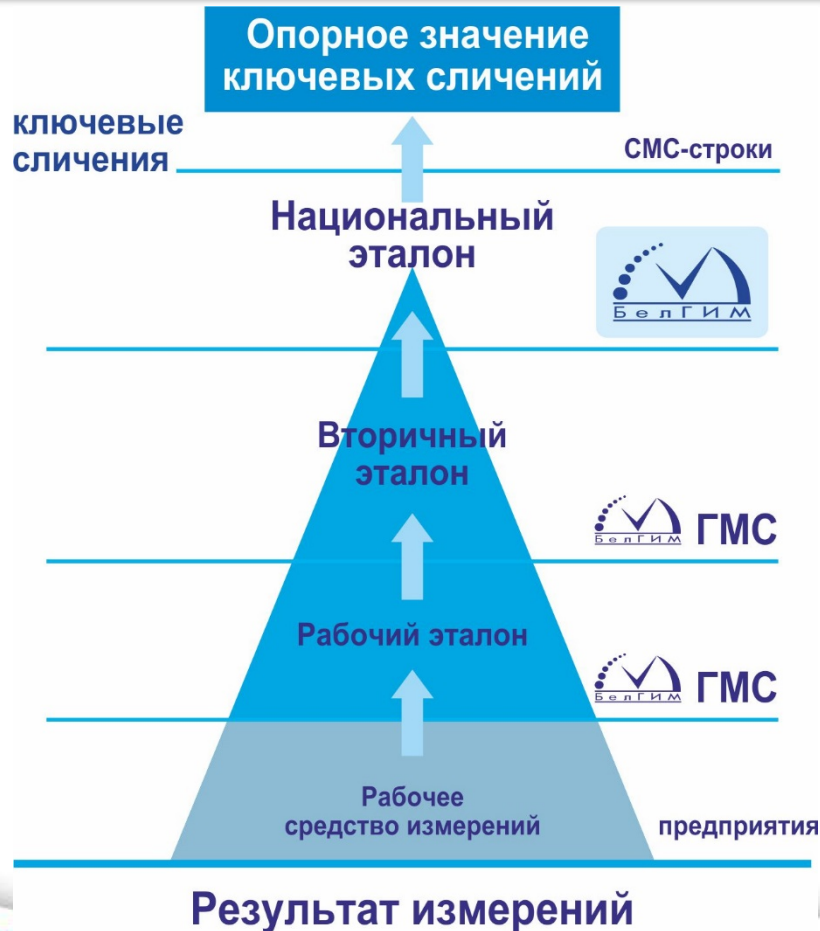 Опорное значение
ключевых сличений
ключевые
сличения
СМС-строки
Национальный
эталон
БелГИМ
Вторичный
эталон
БелГИМ ГМС
Рабочий эталон
БелГИМ ГМС
Рабочее
средство измерений
предприятия
Результат измерений